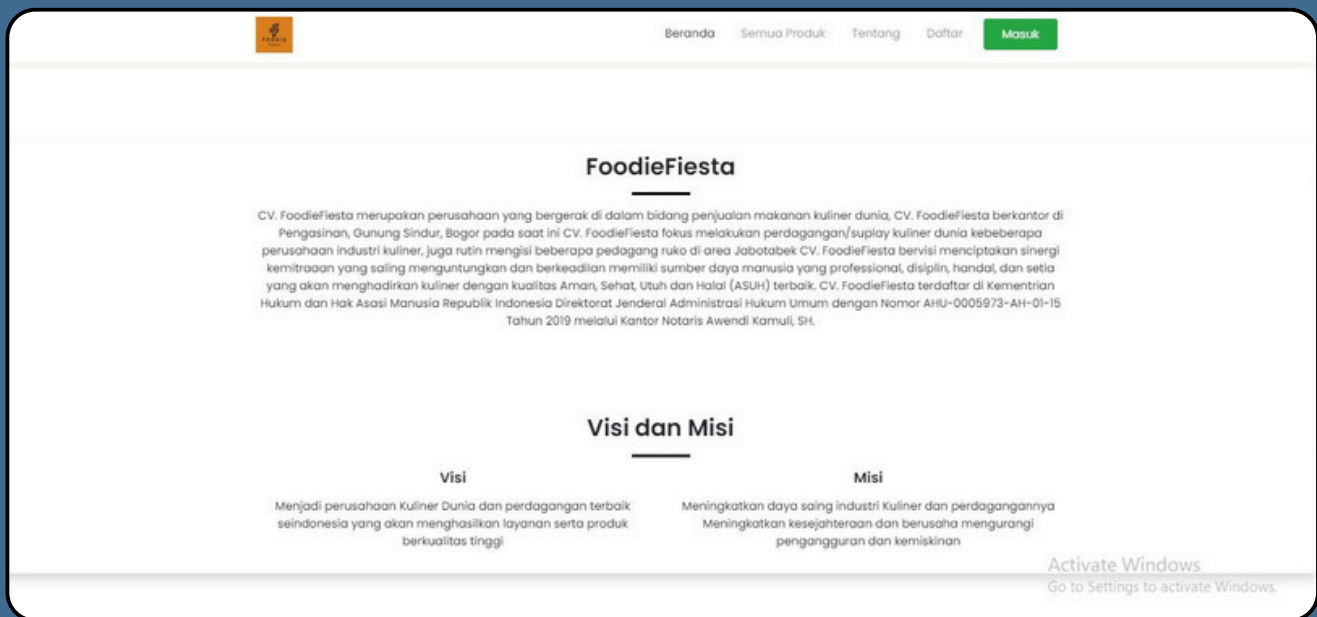 FOODIE
Beranda Semua Produk Tentang Daftar Masuk
FoodieFiesta
CV. FoodieFiesta merupakan perusahaan yang bergerak di dalam bidang penjualan makanan kuliner dunia, CV. FoodieFiesta berkantor di
Pengasinan, Gunung Sindur, Bogor pada saat ini CV. FoodieFiesta fokus melakukan perdagangan/suplay kuliner dunia kebeberapa
perusahaan industri kuliner, juga rutin mengisi beberapa pedagang ruko di area Jabotabek CV. FoodieFiesta bervisi menciptakan sinergi
kemitraaan yang saling menguntungkan dan berkeadilan memiliki sumber daya manusia yang professional, disiplin, handal, dan setia
yang akan menghadirkan kuliner dengan kualitas Aman, Sehat, Utuh dan Halal (ASUH) terbaik. CV. FoodieFiesta terdaftar di Kementrian
Hukum dan Hak Asasi Manusia Republik Indonesia Direktorat Jenderal Administrasi Hukum Umum dengan Nomor AHU-0005973-AH-01-15
Tahun 2019 melalui Kantor Notaris Awendi Kamuli, SH.
Visi dan Misi
Visi
Menjadi perusahaan Kuliner Dunia dan perdagangan terbaik
seindonesia yang akan menghasilkan layanan serta produk
berkualitas tinggi
Misi
Meningkatkan daya saing industri Kuliner dan perdagangannya
Meningkatkan kesejahteraan dan berusaha mengurangi
pengangguran dan kemiskinan
Activate Windows
Go to Settings to activate Windows.